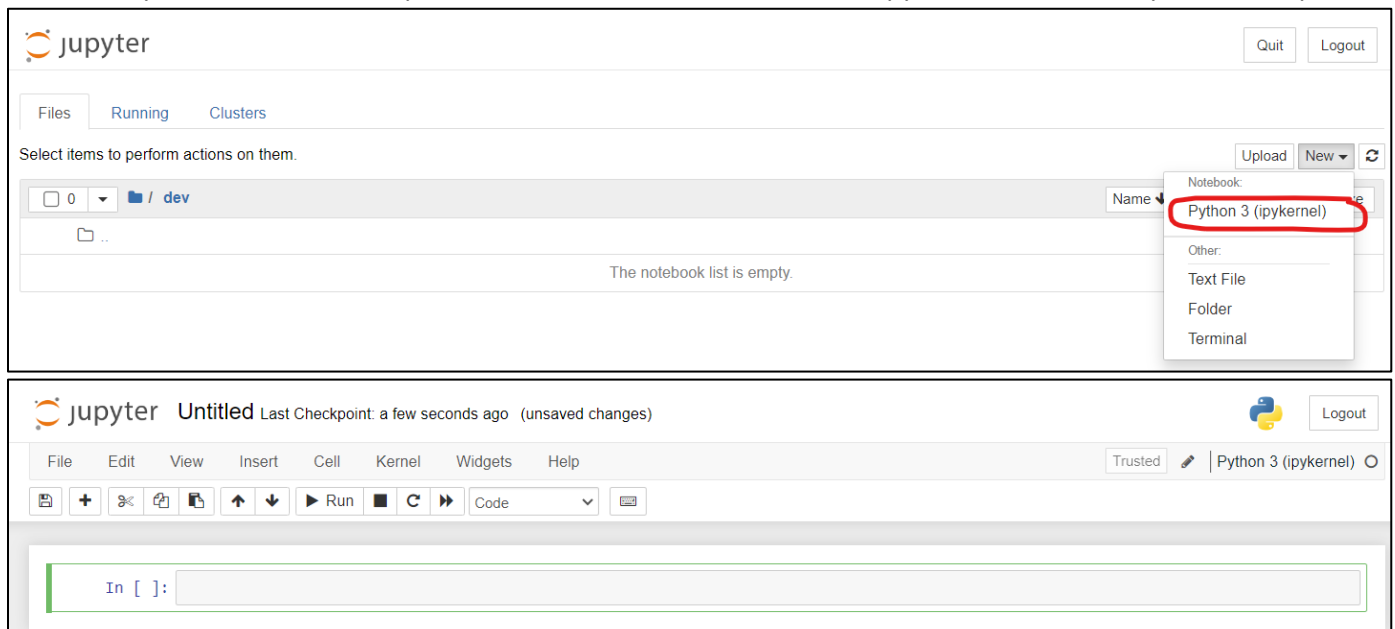 jupyter
Quit Logout
Files Running Clusters
Select items to perform actions on them.
Upload New
0 / dev Name
Notebook:
Python 3 (ipykernel)
..
Other:
The notebook list is empty.
Text File
Folder
Terminal
jupyter Untitled Last Checkpoint: a few seconds ago (unsaved changes) Logout
File Edit View Insert Cell Kernel Widgets Help Trusted Python 3 (ipykernel)
Run Code
In [ ]: